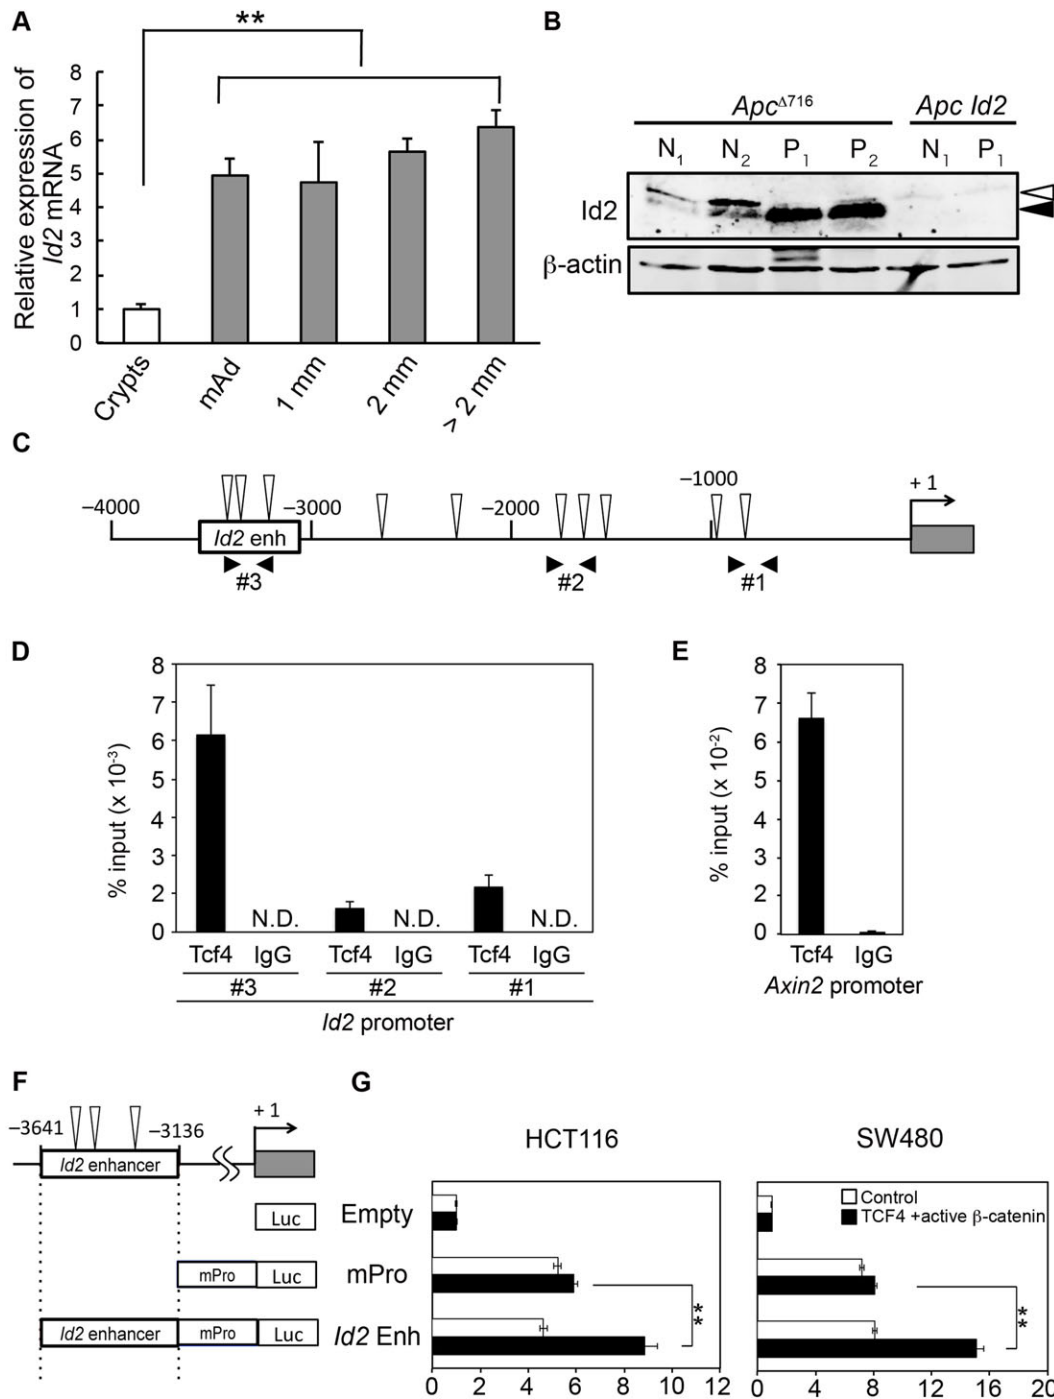 A
**
Relative expression of
Id2 mRNA
8
7
6
5
4
3
2
1
0
Crypts
mAd
1 mm
2 mm
> 2 mm
B
ApcΔ716
Apc Id2
N1 N2 P1 P2 N1 P1
Id2
β-actin
C
–4000
–3000
–2000
–1000
+ 1
Id2 enh
#3
#2
#1
D
% input (x 10-3)
8
7
6
5
4
3
2
0
N.D. N.D. N.D.
Tcf4 IgG Tcf4 IgG Tcf4 IgG
#3 #2 #1
Id2 promoter
E
% input (x 10-2)
8
7
6
5
4
3
2
0
Tcf4 IgG
Axin2 promoter
F
–3641
–3136
+ 1
Id2 enhancer
Luc
mPro Luc
Id2 enhancer mPro Luc
G
HCT116
SW480
Empty
mPro
Id2 Enh
Control
TCF4 +active β-catenin
**
**
0 2 4 6 8 10 12
0 4 8 12 16 20